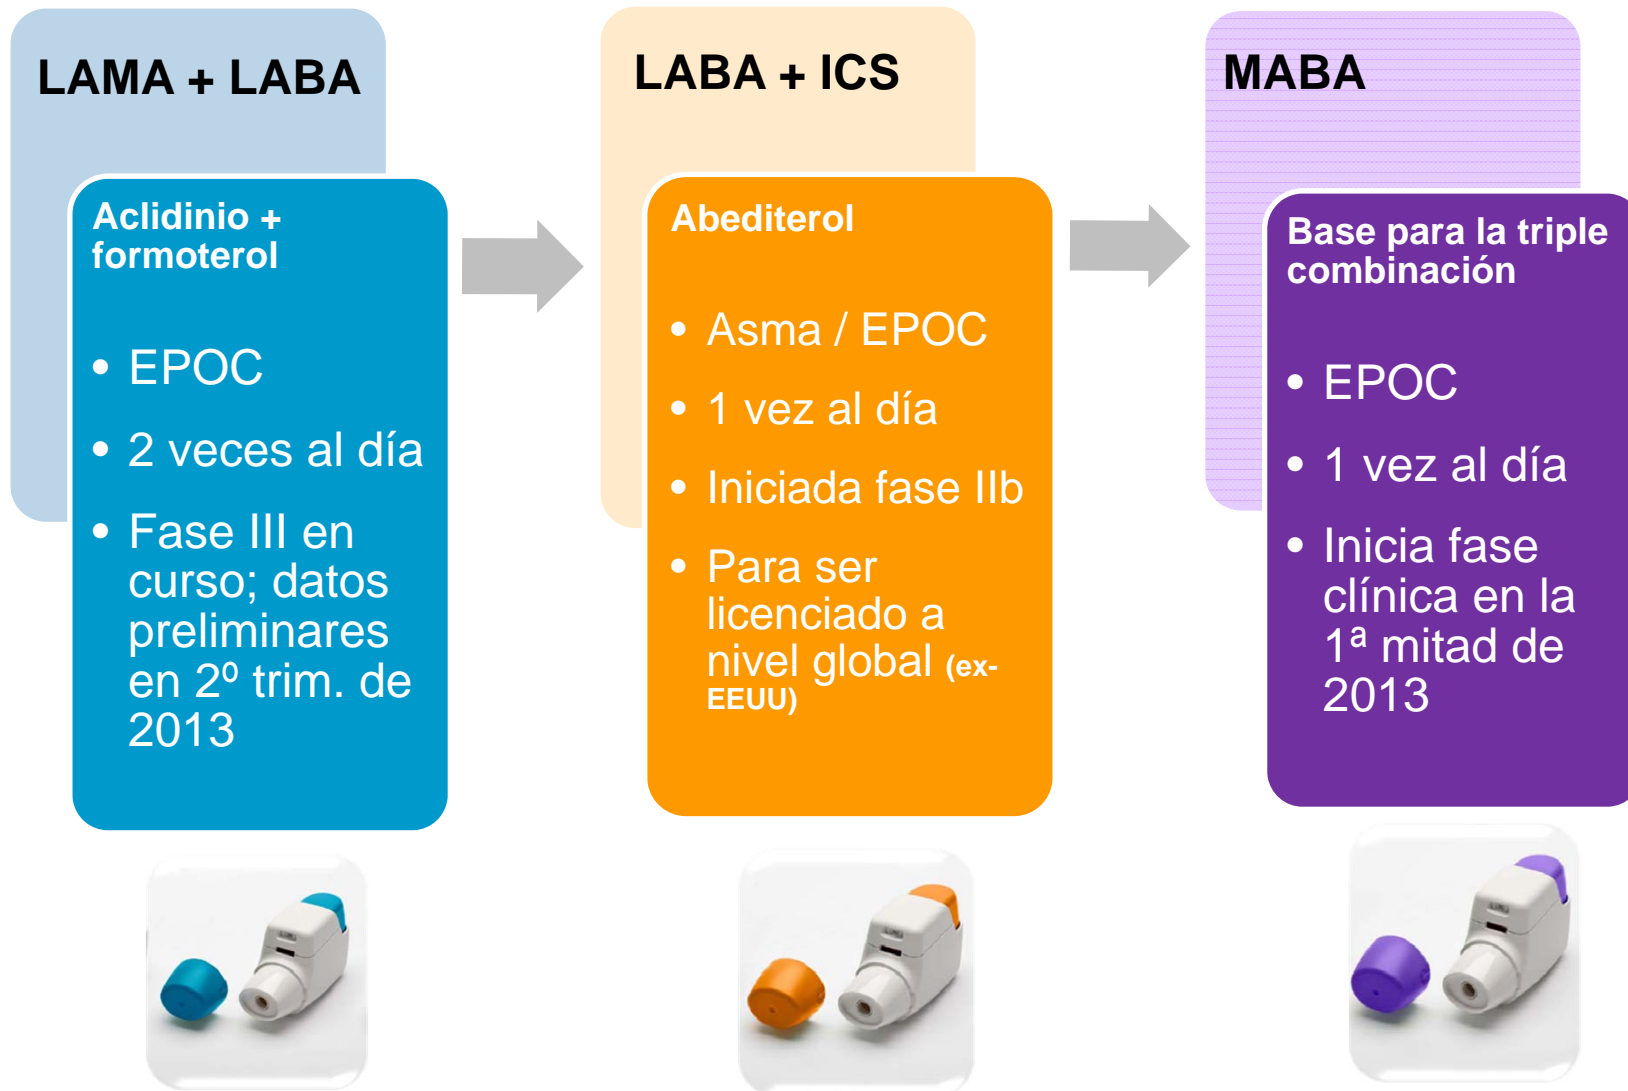 LAMA + LABA
Aclidinio +
formoterol
• EPOC
• 2 veces al día
• Fase III en
curso; datos
preliminares
en 2º trim. de
2013
LABA + ICS
Abediterol
• Asma / EPOC
• 1 vez al día
• Iniciada fase IIb
• Para ser
licenciado a
nivel global (ex-
EEUU)
MABA
Base para la triple
combinación
• EPOC
• 1 vez al día
• Inicia fase
clínica en la
1ª mitad de
2013